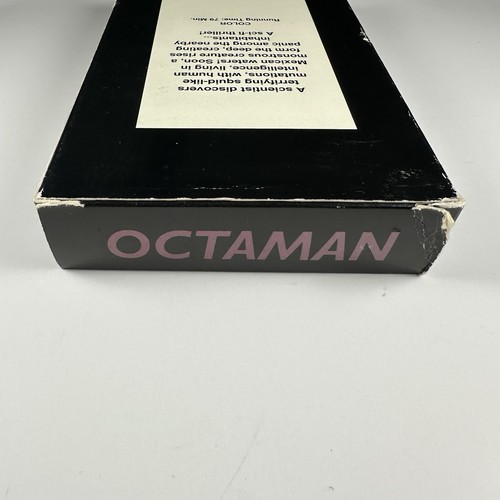 A scientist discovers
terrifying squid-like
mutations, with human
intelligence, living in
Mexican waters! Soon, a
monstrous creature rises
form the deep, creating
panic among the nearby
inhabitants...
A sci-fi thriller!
COLOR
Running Time: 79 Min.
OCTAMAN